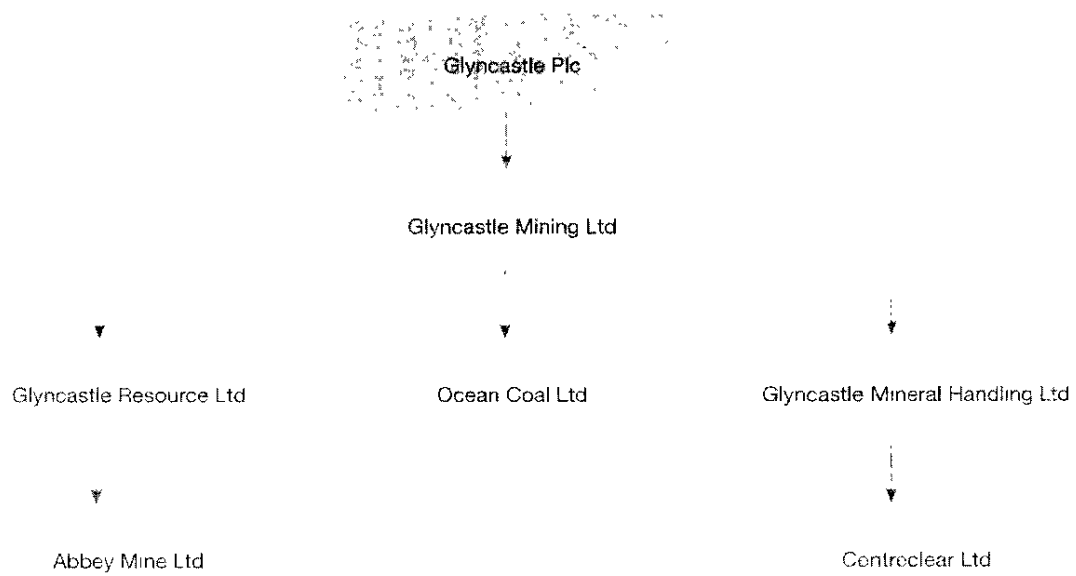 Glyncastle Plc
Glyncastle Mining Ltd
Glyncastle Resource Ltd
Ocean Coal Ltd
Glyncastle Mineral Handling Ltd
Abbey Mine Ltd
Centreclear Ltd